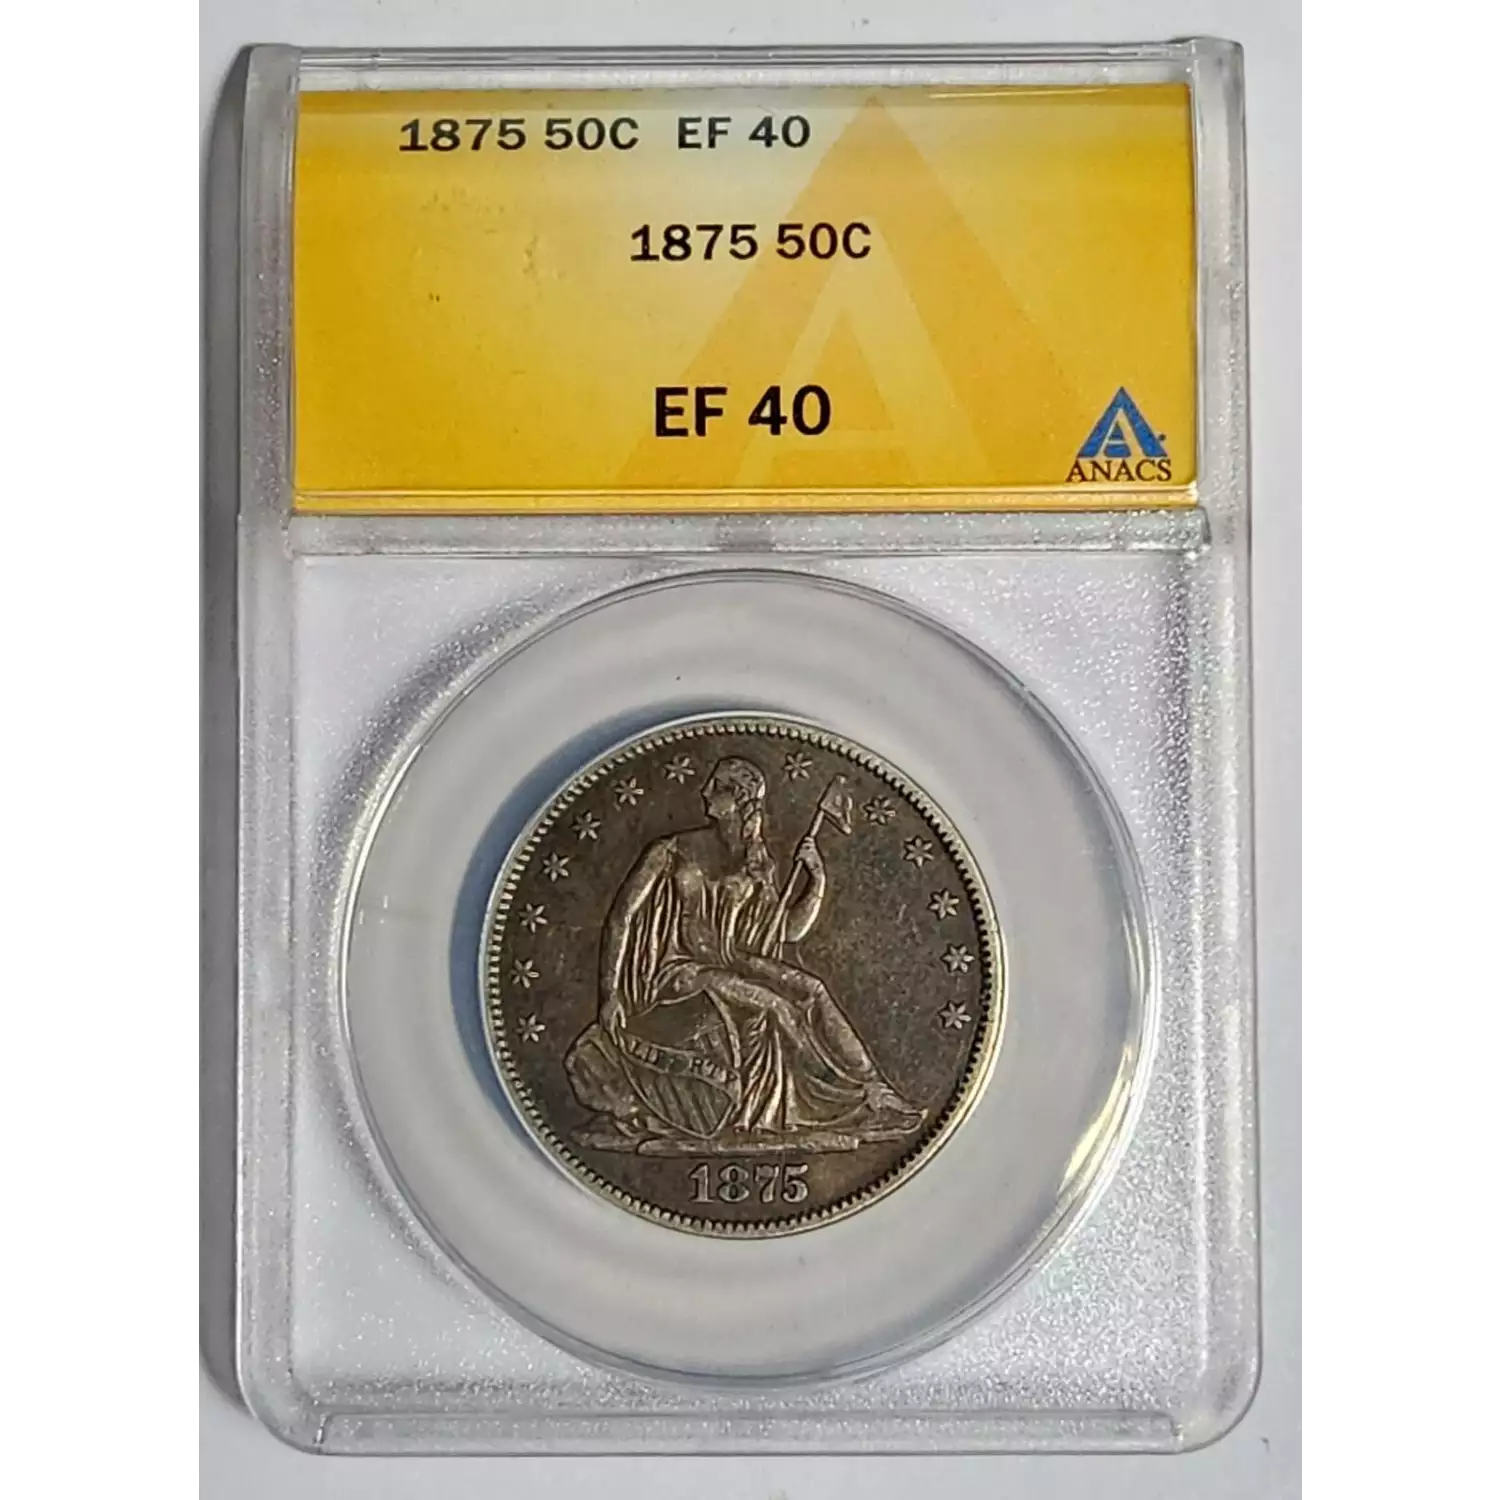 1875 50C EF 40
1875 50C
EF 40
ANACS
LIBERTY
1875